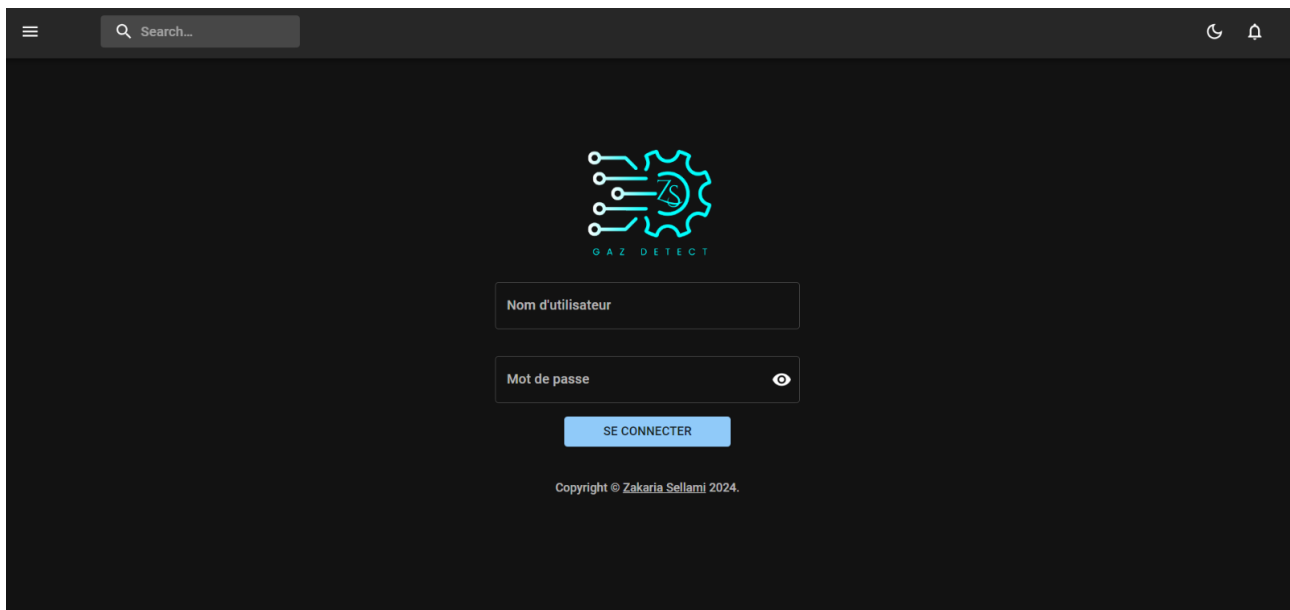 Search…
ZS
GAZ DETECT
Nom d'utilisateur
Mot de passe
SE CONNECTER
Copyright © Zakaria Sellami 2024.